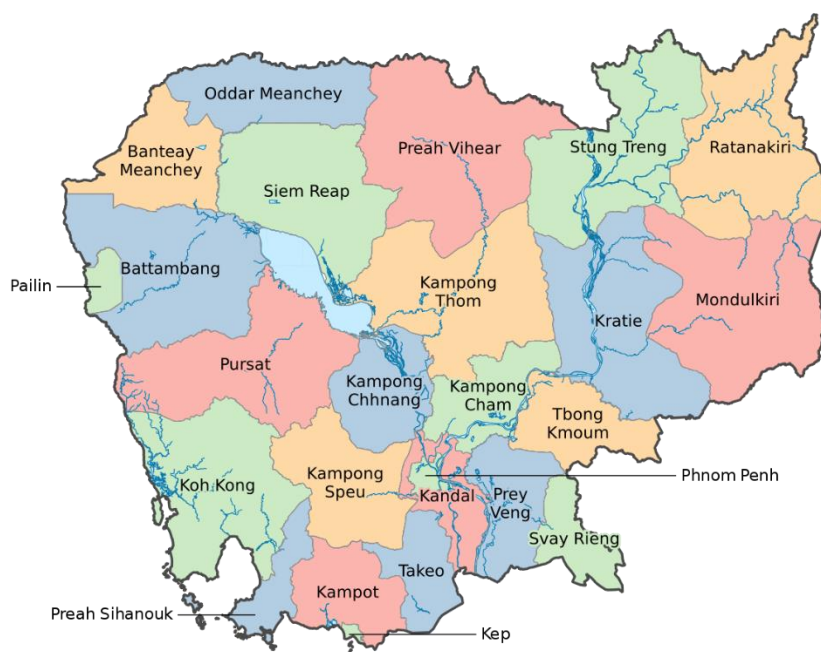 Oddar Meanchey
Preah Vihear
Stung Treng
Ratanakiri
Banteay
Meanchey
Siem Reap
Battambang
Pailin
Kampong
Thom
Mondulkiri
Kratie
Pursat
Kampong
Chhnang
Kampong
Cham
Tbong
Kmoum
Koh Kong
Kampong
Speu
Kandal
Phnom Penh
Prey
Veng
Svay Rieng
Takeo
Kampot
Preah Sihanouk
Kep